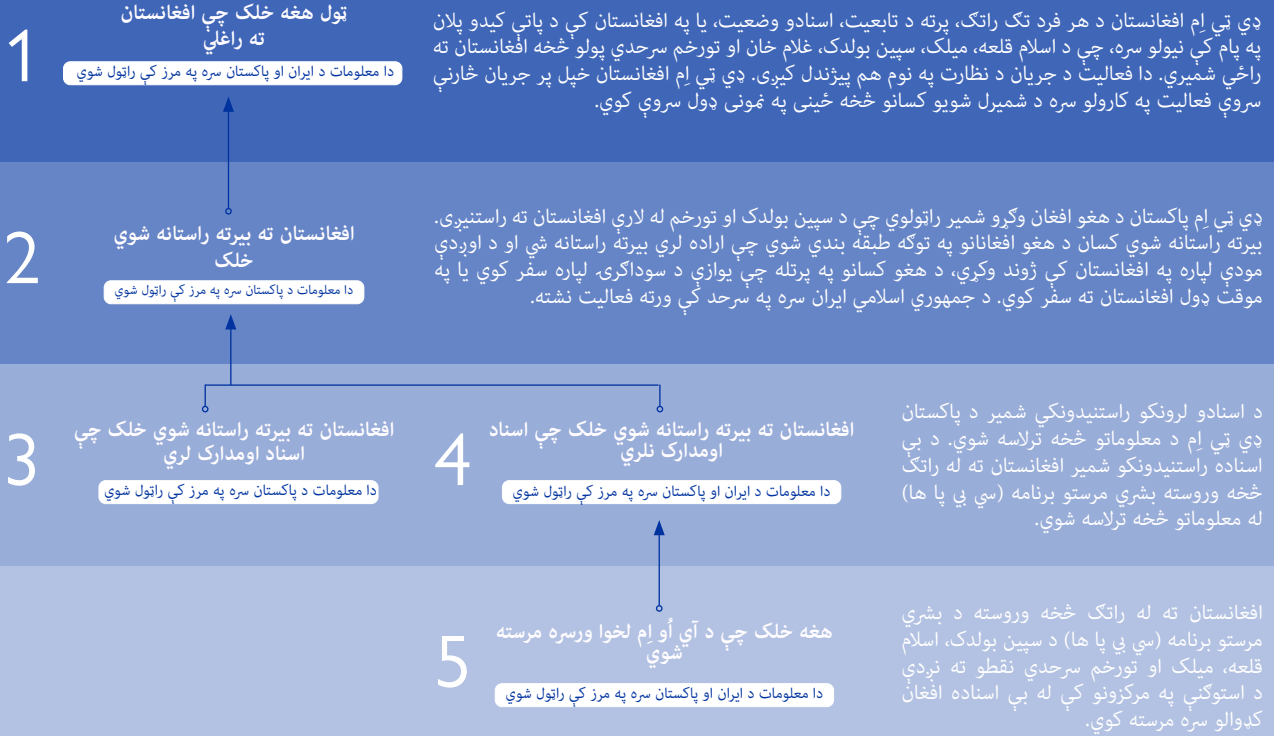 1
ټول هغه خلک چې افغانستان
ته راغلي
دا معلومات د ایران او پاکستان سره په مرز کې راټول شوي
ډي ټي اِم افغانستان د هر فرد تګ راتګ، پرته د تابعیت، اسنادو وضعیت، یا په افغانستان کې د پاتې کیدو پلان
په پام کې نیولو سره، چې د اسلام قلعه، میلک، سپین بولدک، غلام خان او تورخم سرحدي پولو څخه افغانستان ته
راځي شمیري. دا فعالیت د جریان د نظارت په نوم هم پیژندل کیږی. ډي ټي اِم افغانستان خپل پر جریان څارنې
سروې فعالیت په کارولو سره د شمیرل شویو کسانو څخه ځینی په نمونی ډول سروې کوي.
2
افغانستان ته بیرته راستانه شوي
خلک
دا معلومات د پاکستان سره په مرز کې راټول شوي
ډي ټي اِم پاکستان د هغو افغان وګړو شمیر راټولوي چې د سپین بولدک او تورخم له لارې افغانستان ته راستنیږی.
بیرته راستانه شوي کسان د هغو افغانانو په توګه طبقه بندي شوي چې اراده لري بیرته راستانه شي او د اوږدې
مودې لپاره په افغانستان کې ژوند وکړي، د هغو کسانو په پرتله چې یوازې د سوداګرۍ لپاره سفر کوي یا په
موقت ډول افغانستان ته سفر کوي. د جمهوري اسلامي ایران سره په سرحد کې ورته فعالیت نشته.
3
افغانستان ته بیرته راستانه شوي خلک چې
اسناد اومدارک لري
دا معلومات د پاکستان سره په مرز کې راټول شوي
4
افغانستان ته بیرته راستانه شوي خلک چې اسناد
اومدارک نلري
دا معلومات د ایران او پاکستان سره په مرز کې راټول شوي
د اسنادو لرونکو راستنیدونکي شمیر د پاکستان
ډي ټي اِم د معلوماتو څخه ترلاسه شوي. د بې
اسناده راستنیدونکو شمیر افغانستان ته له راتګ
څخه وروسته بشري مرستو برنامه (سي بي پا ها)
له معلوماتو څخه ترلاسه شوي.
5
هغه خلک چې د آي اُو اِم لخوا ورسره مرسته
شوي
دا معلومات د ایران او پاکستان سره په مرز کې راټول شوي
افغانستان ته له راتګ څخه وروسته د بشري
مرستو برنامه (سي بي پا ها) د سپین بولدک، اسلام
قلعه، میلک او تورخم سرحدي نقطو ته نږدې
د استوګنې په مرکزونو کې له بې اسناده افغان
کډوالو سره مرسته کوي.